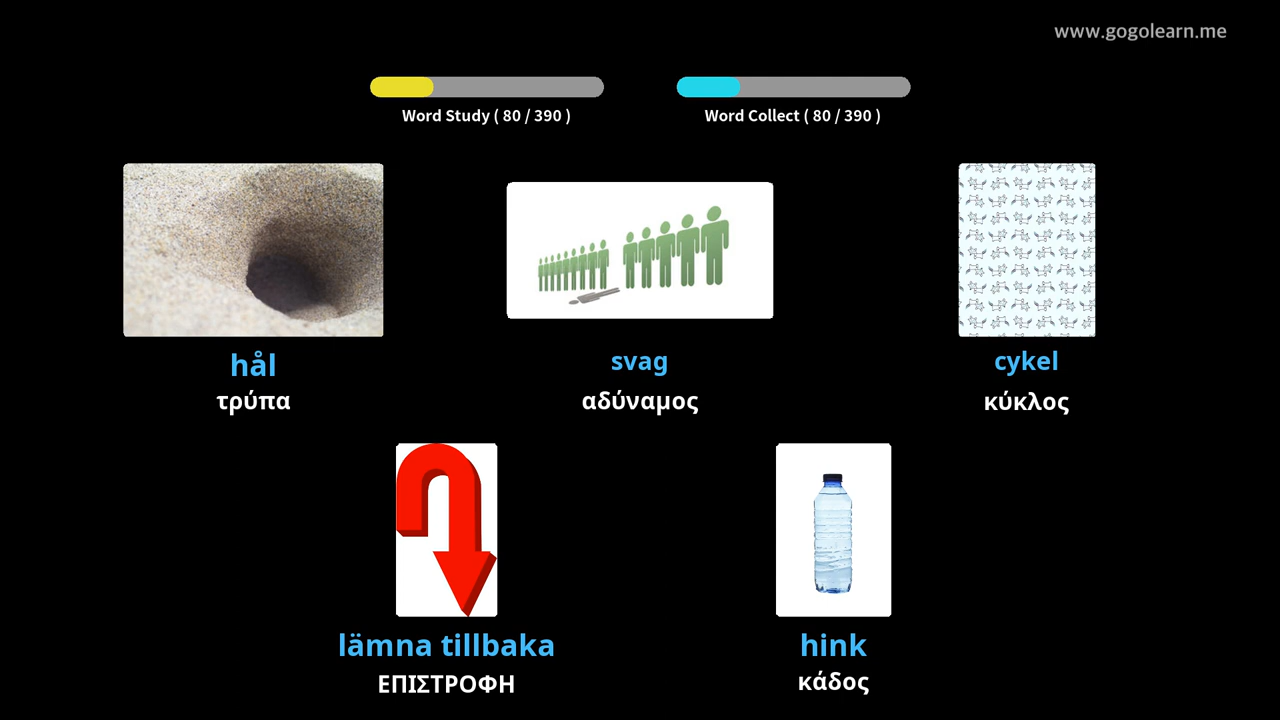 www.gogolearn.me
Word Study ( 80 / 390 )
Word Collect ( 80 / 390 )
hål
svag
cykel
τρύπα
αδύναμος
κύκλος
lämna tillbaka
hink
ΕΠΙΣΤΡΟΦΗ
κάδος